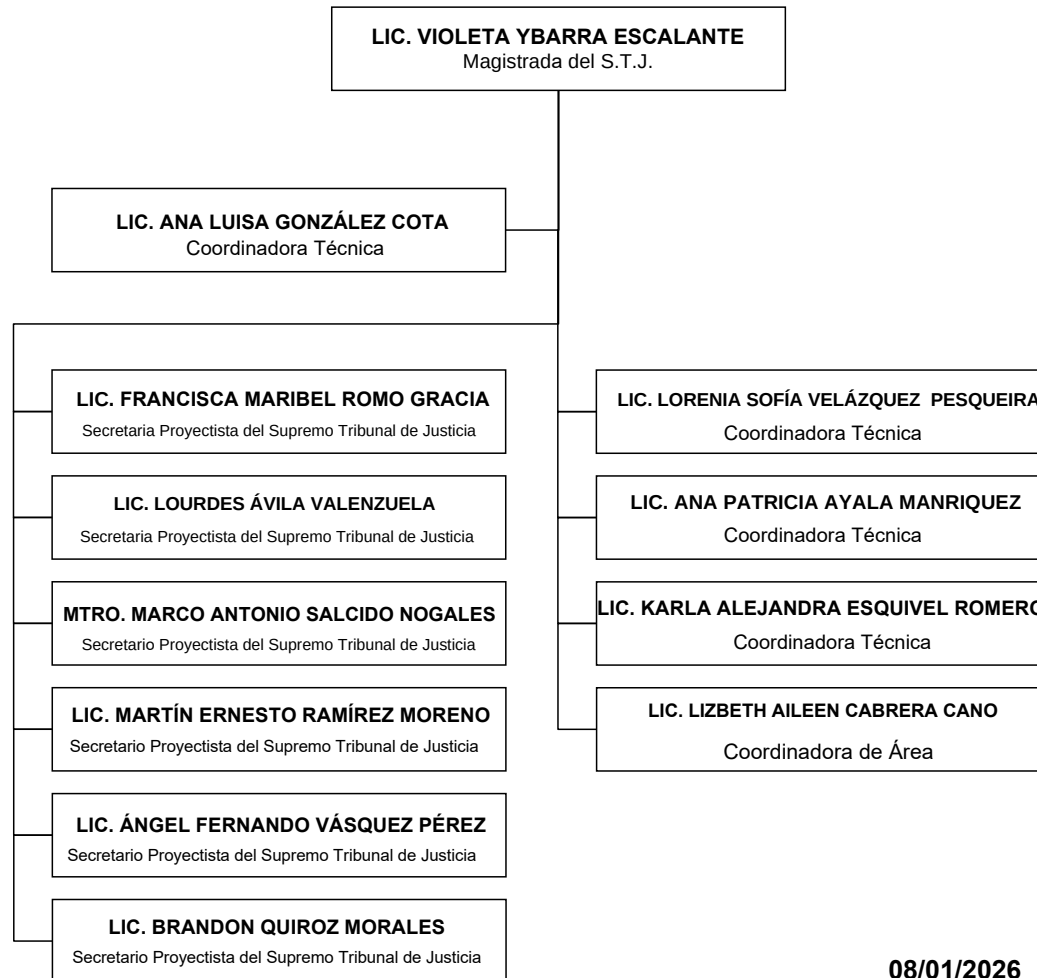 LIC. VIOLETA YBARRA ESCALANTE
Magistrada del S.T.J.
LIC. ANA LUISA GONZÁLEZ COTA
Coordinadora Técnica
LIC. FRANCISCA MARIBEL ROMO GRACIA
Secretaria Proyectista del Supremo Tribunal de Justicia
LIC. LOURDES ÁVILA VALENZUELA
Secretaria Proyectista del Supremo Tribunal de Justicia
MTRO. MARCO ANTONIO SALCIDO NOGALES
Secretario Proyectista del Supremo Tribunal de Justicia
LIC. MARTÍN ERNESTO RAMÍREZ MORENO
Secretario Proyectista del Supremo Tribunal de Justicia
LIC. ÁNGEL FERNANDO VÁSQUEZ PÉREZ
Secretario Proyectista del Supremo Tribunal de Justicia
LIC. BRANDON QUIROZ MORALES
Secretario Proyectista del Supremo Tribunal de Justicia
LIC. LORENIA SOFÍA VELÁZQUEZ PESQUEIRA
Coordinadora Técnica
LIC. ANA PATRICIA AYALA MANRIQUEZ
Coordinadora Técnica
LIC. KARLA ALEJANDRA ESQUIVEL ROMERO
Coordinadora Técnica
LIC. LIZBETH AILEEN CABRERA CANO
Coordinadora de Área
08/01/2026